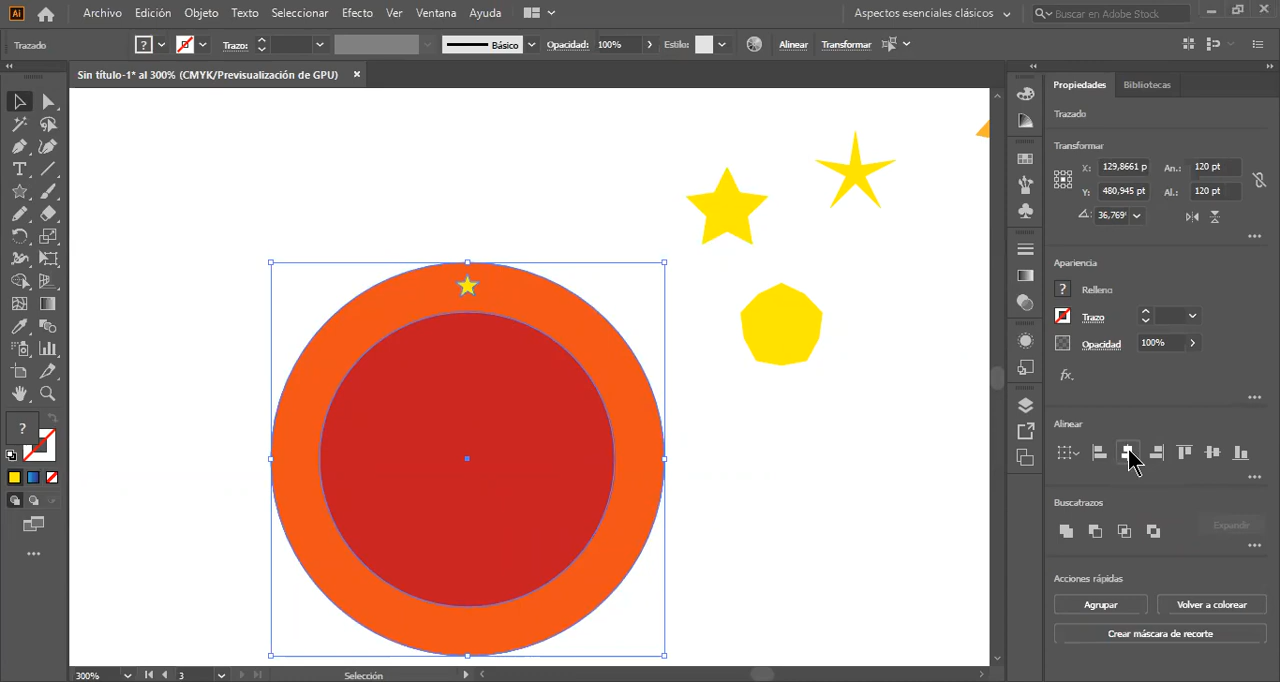 Ai Archivo Edición Objeto Texto Seleccionar Efecto Ver Ventana Ayuda Aspectos esenciales clásicos Buscar en Adobe Stock
Trazado ? Trazo: Básico Opacidad: 100% Estilo: Alinear Transformar
Sin título-1* al 300% (CMYK/Previsualización de GPU) ×
Propiedades Bibliotecas
Trazado
Transformar
X: 129,8661 p An.: 120 pt
Y: 480,945 pt Al.: 120 pt
36,769°
Apariencia
? Relleno
Trazo
Opacidad 100%
fx.
Alinear
Buscatrazos
Expandir
Acciones rápidas
Agrupar Volver a colorear
Crear máscara de recorte
T
?
300% 3 Selección